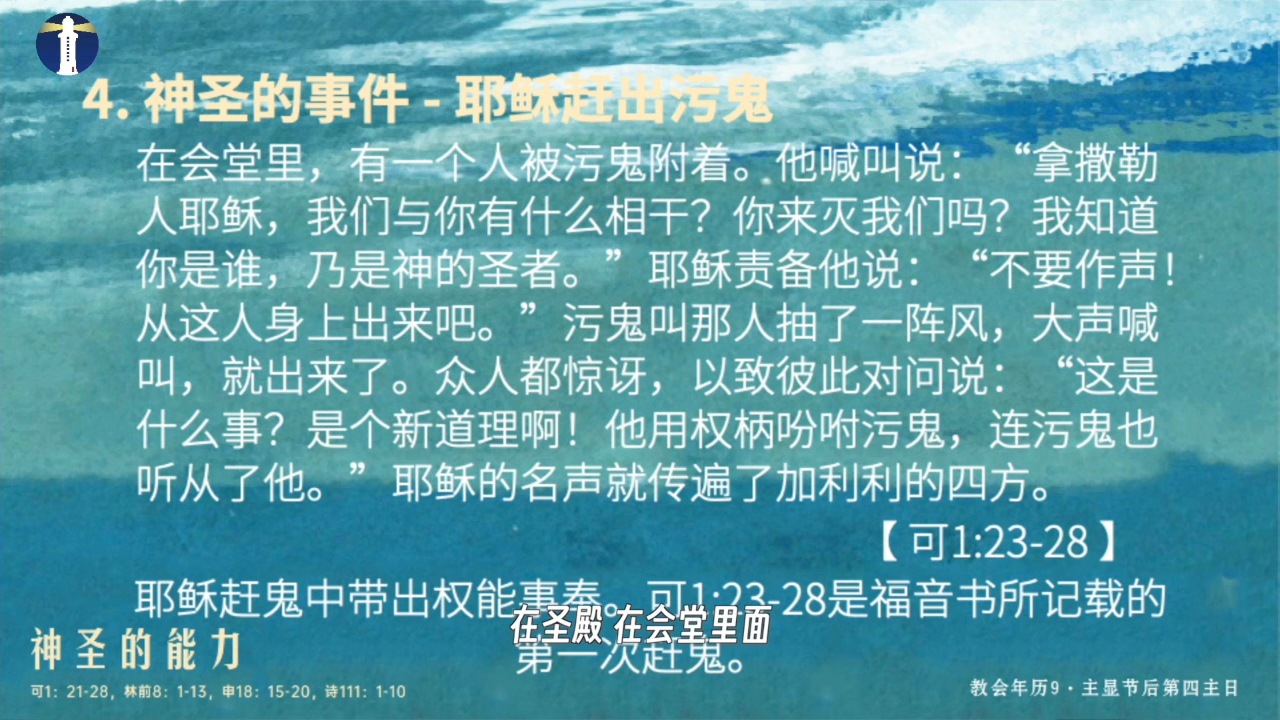 4. 神圣的事件 - 耶稣赶出污鬼
在会堂里，有一个人被污鬼附着。他喊叫说：“拿撒勒
人耶稣，我们与你有什么相干？你来灭我们吗？我知道
你是谁，乃是神的圣者。”耶稣责备他说：“不要作声！
从这人身上出来吧。”污鬼叫那人抽了一阵风，大声喊
叫，就出来了。众人都惊讶，以致彼此对问说：“这是
什么事？是个新道理啊！他用权柄吩咐污鬼，连污鬼也
听从了他。”耶稣的名声就传遍了加利利的四方。
【可1:23-28】
耶稣赶鬼中带出权能事奉。可1:23-28是福音书所记载的
第一次赶鬼。
在圣殿 在会堂里面
神圣的能力
可1：21-28，林前8：1-13，申18：15-20，诗111：1-10
教会年历9·主显节后第四主日